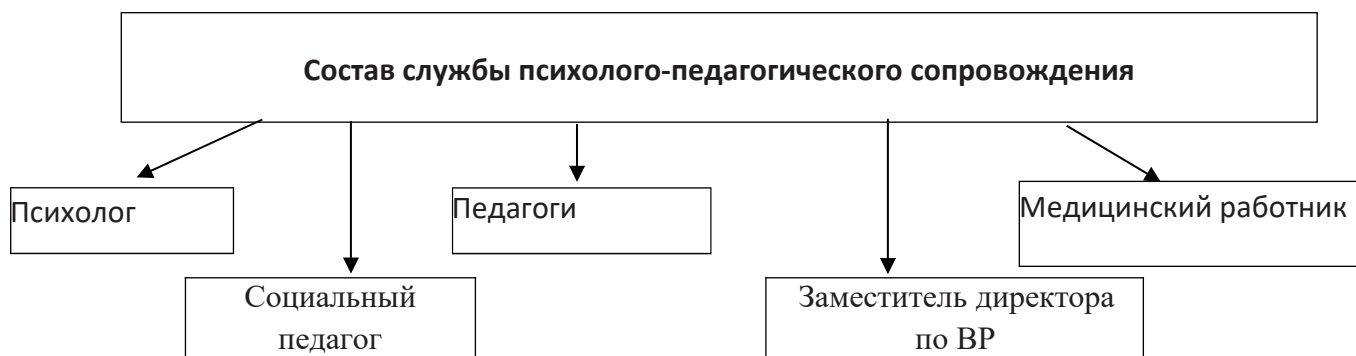 Состав службы психолого-педагогического сопровождения
Психолог
Педагоги
Медицинский работник
Социальный
педагог
Заместитель директора
по ВР